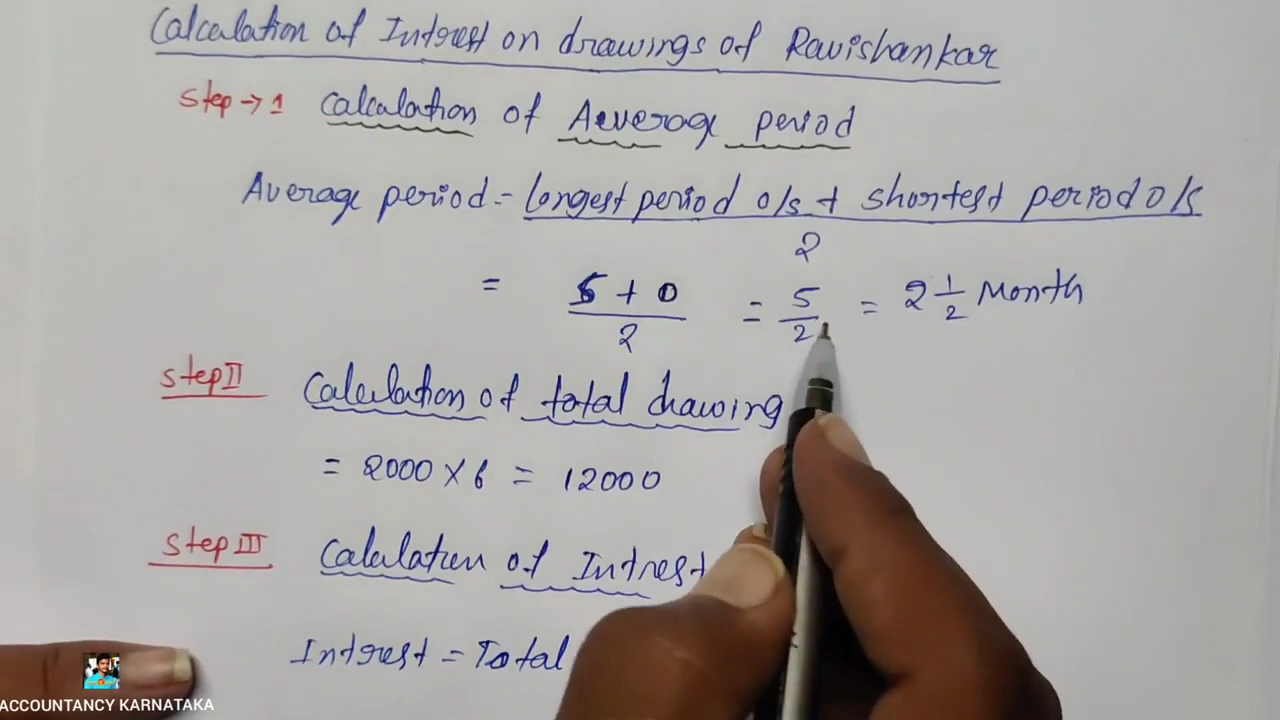 Calculation of Intrest on drawings of Ravishankar
Step → 1 Calculation of Aeverage period
Average period = Longest period o/s + Shortest period o/s
2
= 5 + 0 = 5 = 2 1/2 Month
2 2
Step II Calculation of total drawing
= 2000 X 6 = 12000
Step III Calculation of Intrest
Intrest = Total
ACCOUNTANCY KARNATAKA